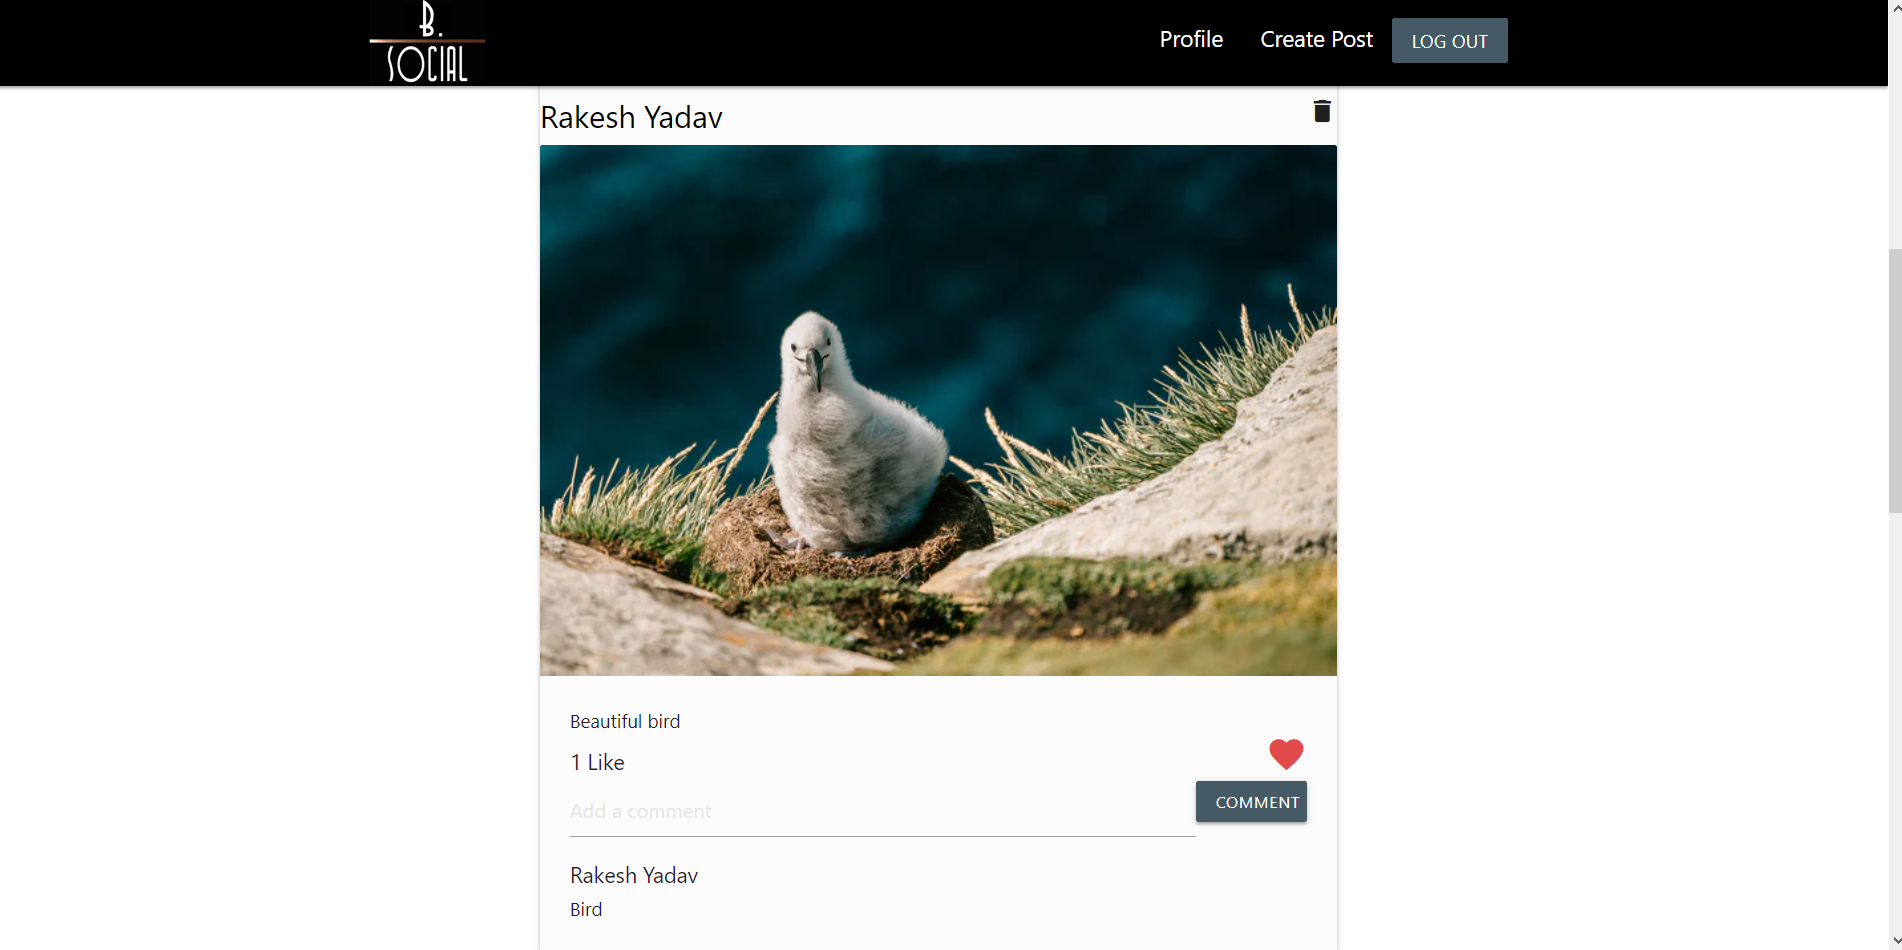 B.
SOCIAL
Profile
Create Post
LOG OUT
Rakesh Yadav
Beautiful bird
1 Like
Add a comment
COMMENT
Rakesh Yadav
Bird